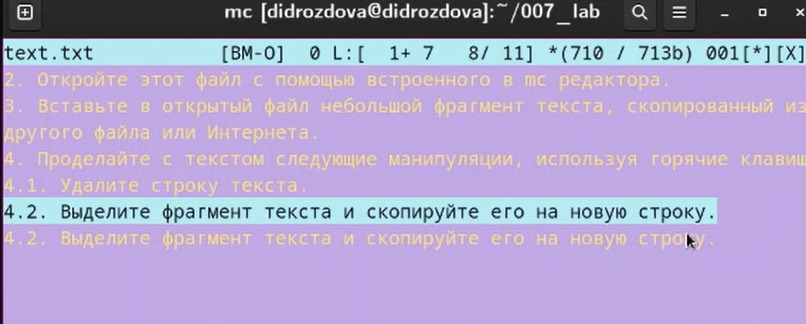 mc [didrozdova@didrozdova]:~/007_lab
text.txt [BM-O] 0 L:[ 1+ 7 8/ 11] *(710 / 713b) 001[*][X]
2. Откройте этот файл с помощью встроенного в mc редактора.
3. Вставьте в открытый файл небольшой фрагмент текста, скопированный из
другого файла или Интернета.
4. Проделайте с текстом следующие манипуляции, используя горячие клавиш
4.1. Удалите строку текста.
4.2. Выделите фрагмент текста и скопируйте его на новую строку.
4.2. Выделите фрагмент текста и скопируйте его на новую строку.